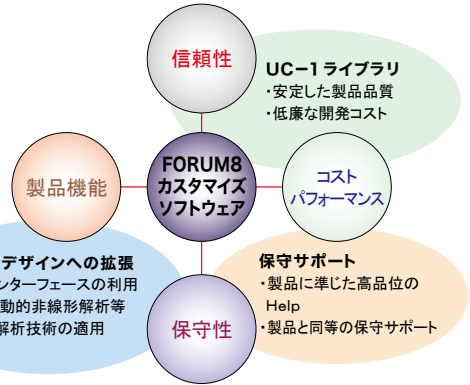 信頼性
UC−1 ライブラリ
・安定した製品品質
・低廉な開発コスト
製品機能
FORUM8
カスタマイズ
ソフトウェア
コスト
パフォーマンス
デザインへの拡張
ンターフェースの利用
動的非線形解析等
解析技術の適用
保守性
保守サポート
・製品に準じた高品位の
Help
・製品と同等の保守サポート